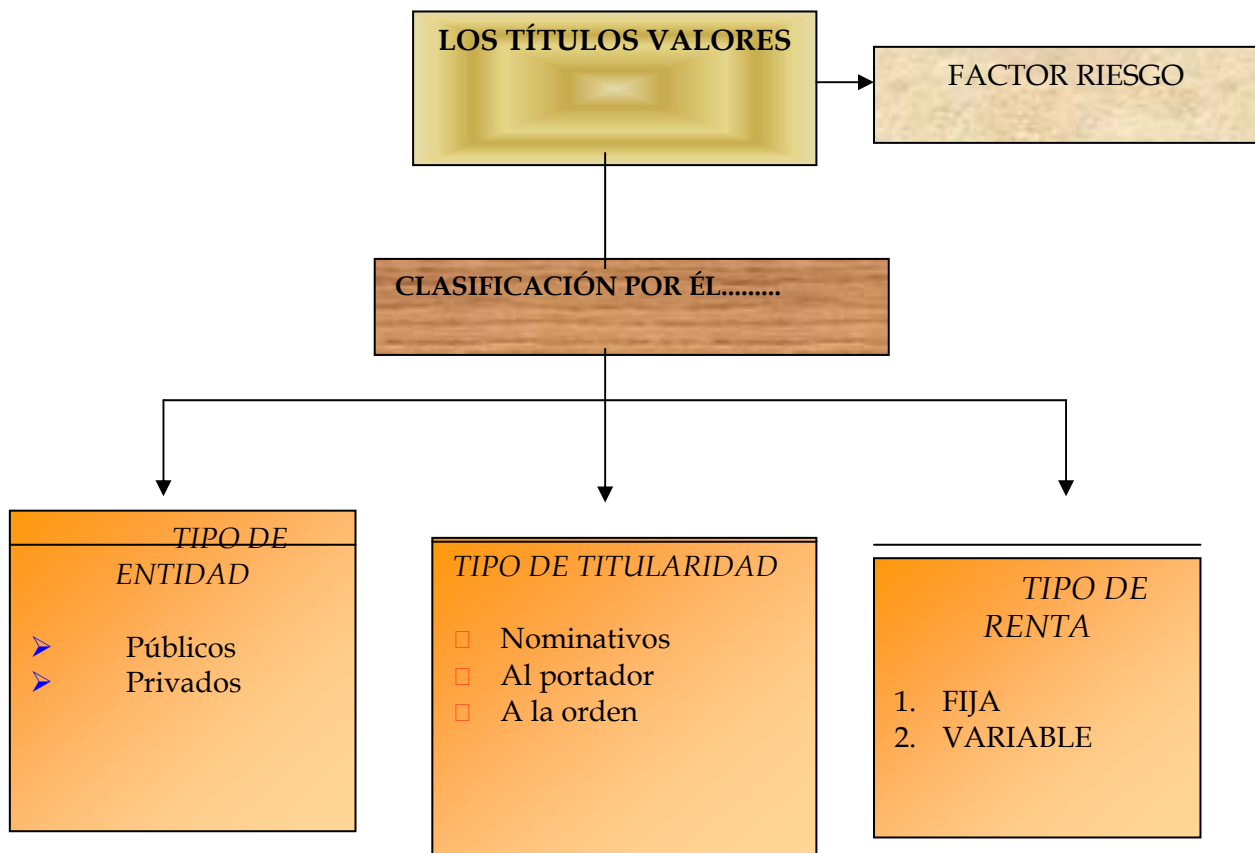 LOS TÍTULOS VALORES
FACTOR RIESGO
CLASIFICACIÓN POR ÉL.........
TIPO DE
ENTIDAD
Públicos
Privados
TIPO DE TITULARIDAD
Nominativos
Al portador
A la orden
TIPO DE
RENTA
1. FIJA
2. VARIABLE